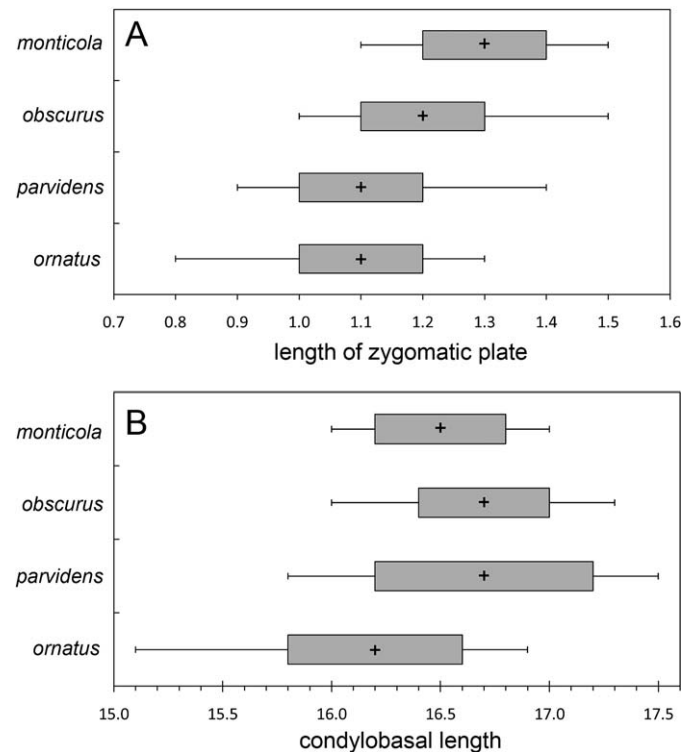 A
monticola
obscurus
parvidens
ornatus
0.7 0.8 0.9 1.0 1.1 1.2 1.3 1.4 1.5 1.6
length of zygomatic plate
B
monticola
obscurus
parvidens
ornatus
15.0 15.5 16.0 16.5 17.0 17.5
condylobasal length